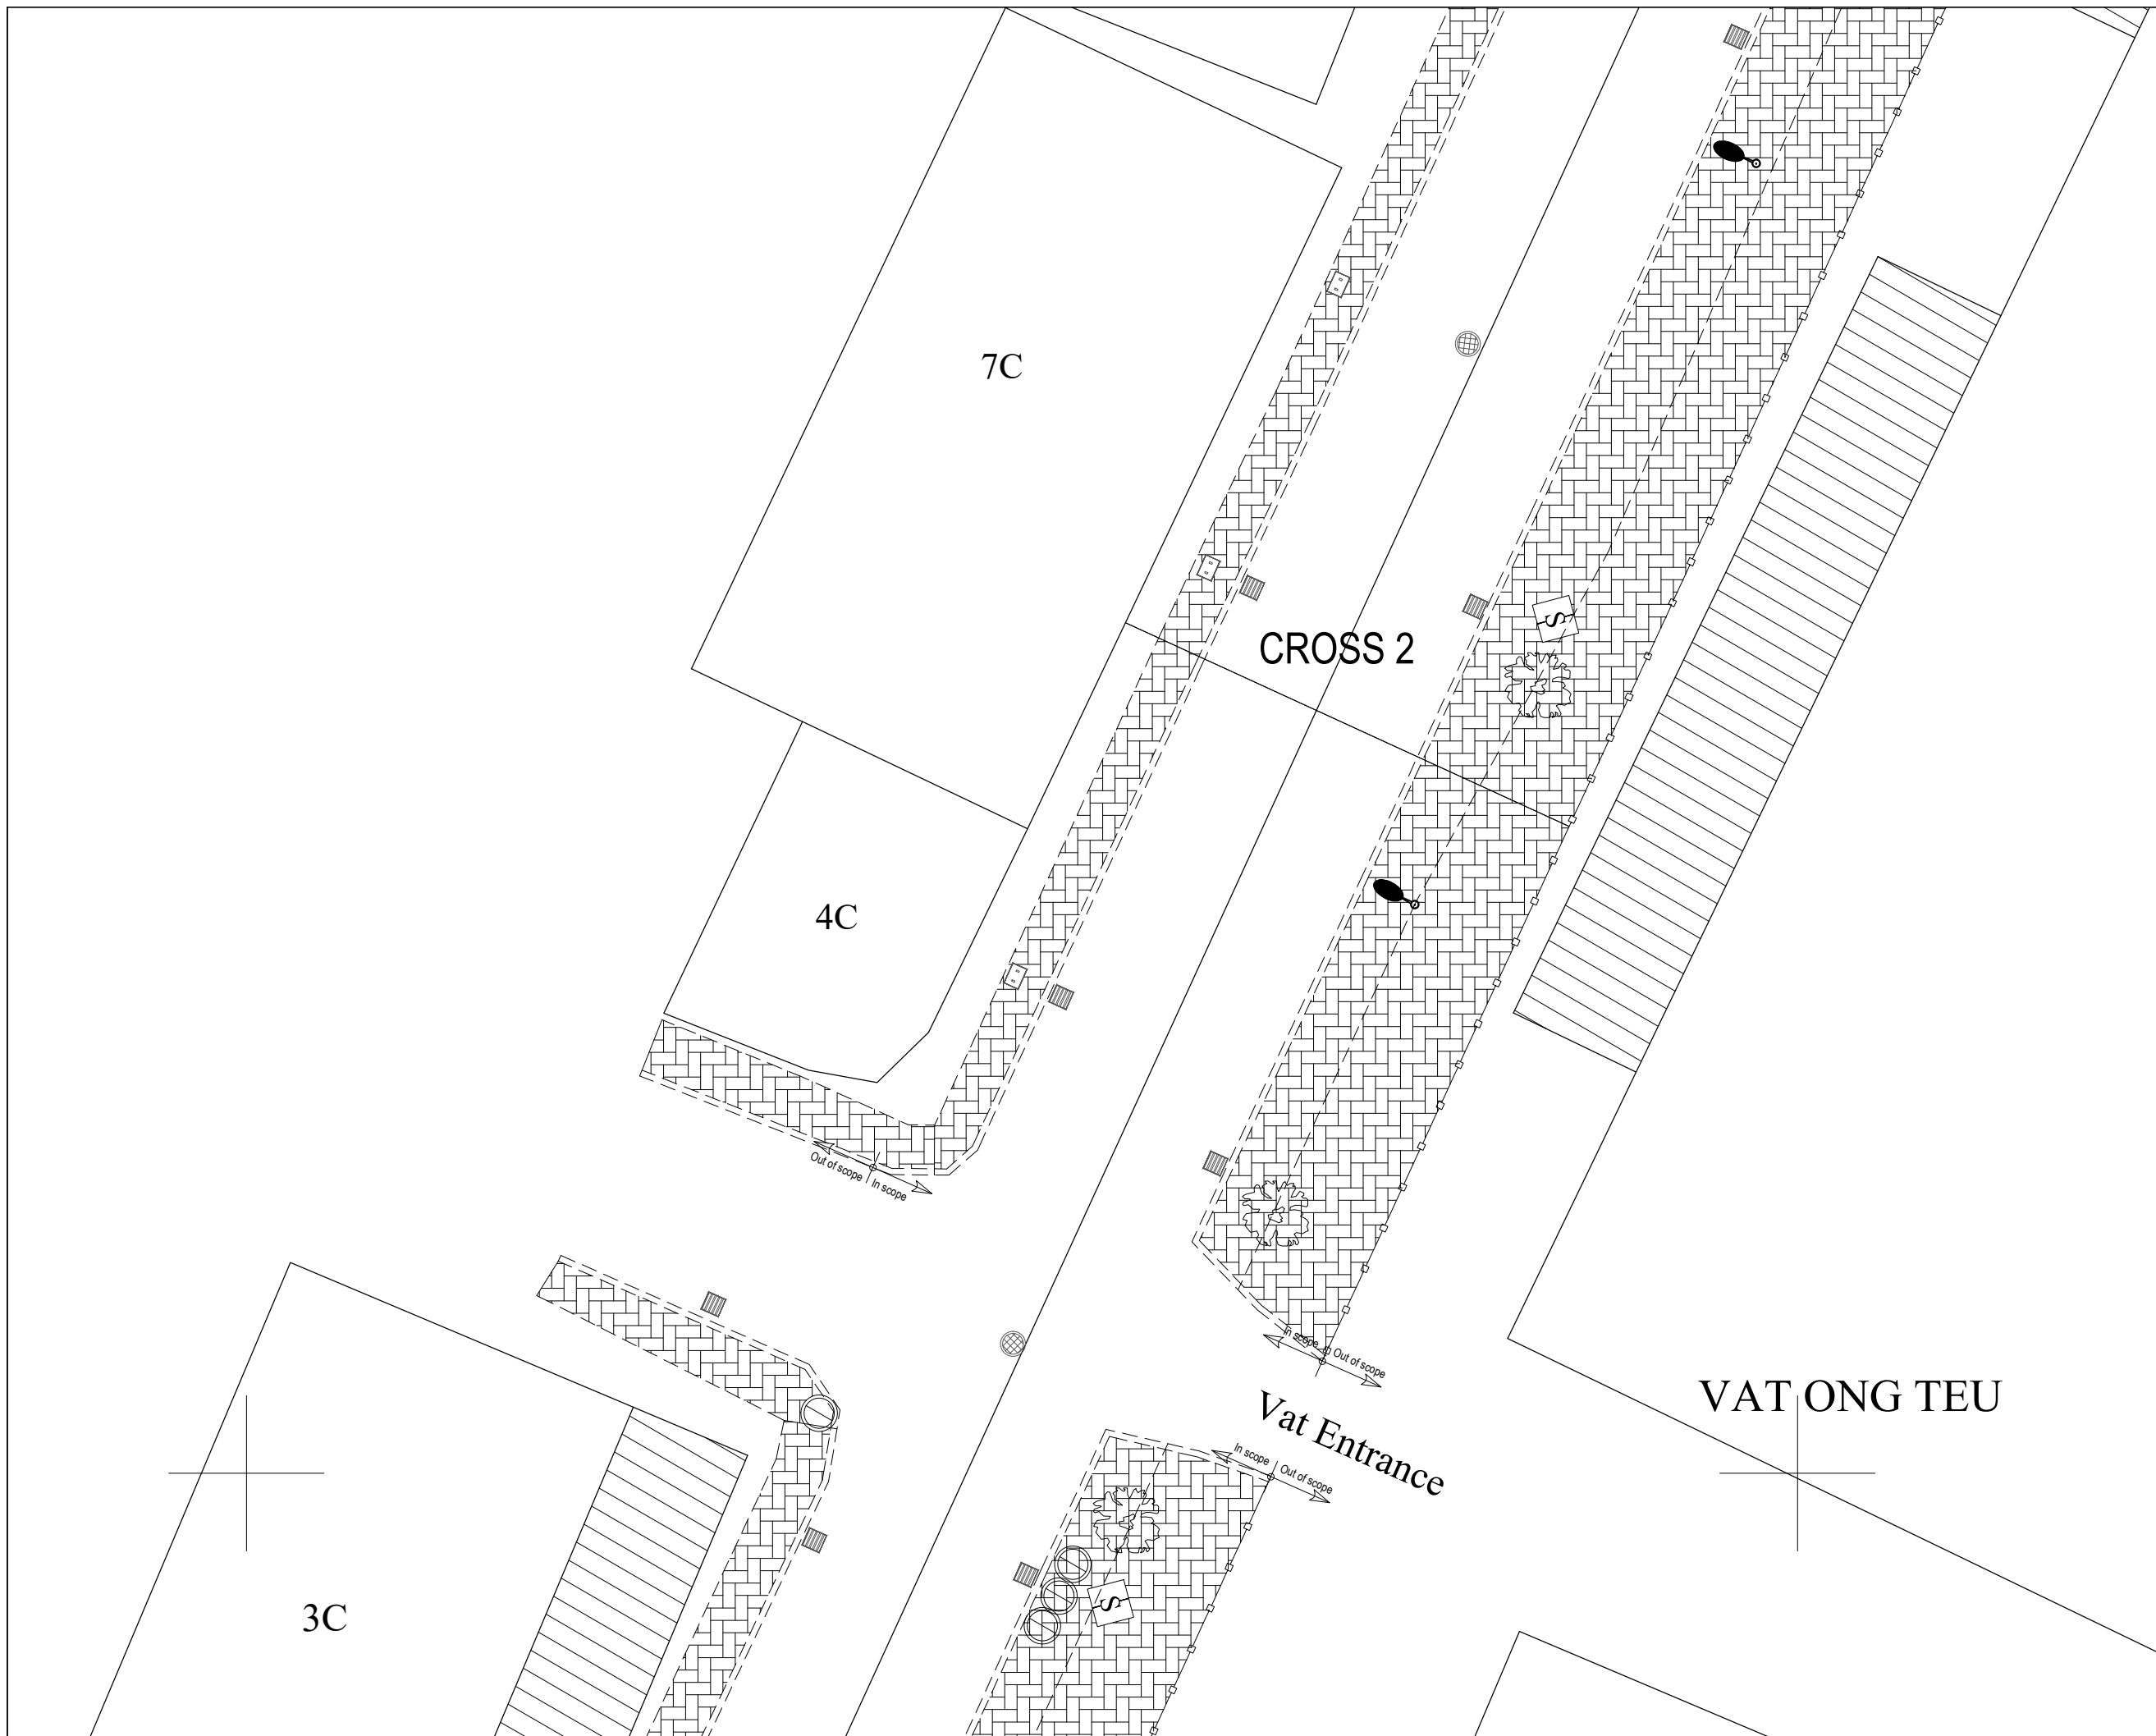 7C
CROSS 2
S
4C
Out of scope
In scope
In scope
Out of scope
VAT ONG TEU
Vat Entrance
In scope
Out of scope
3C
S